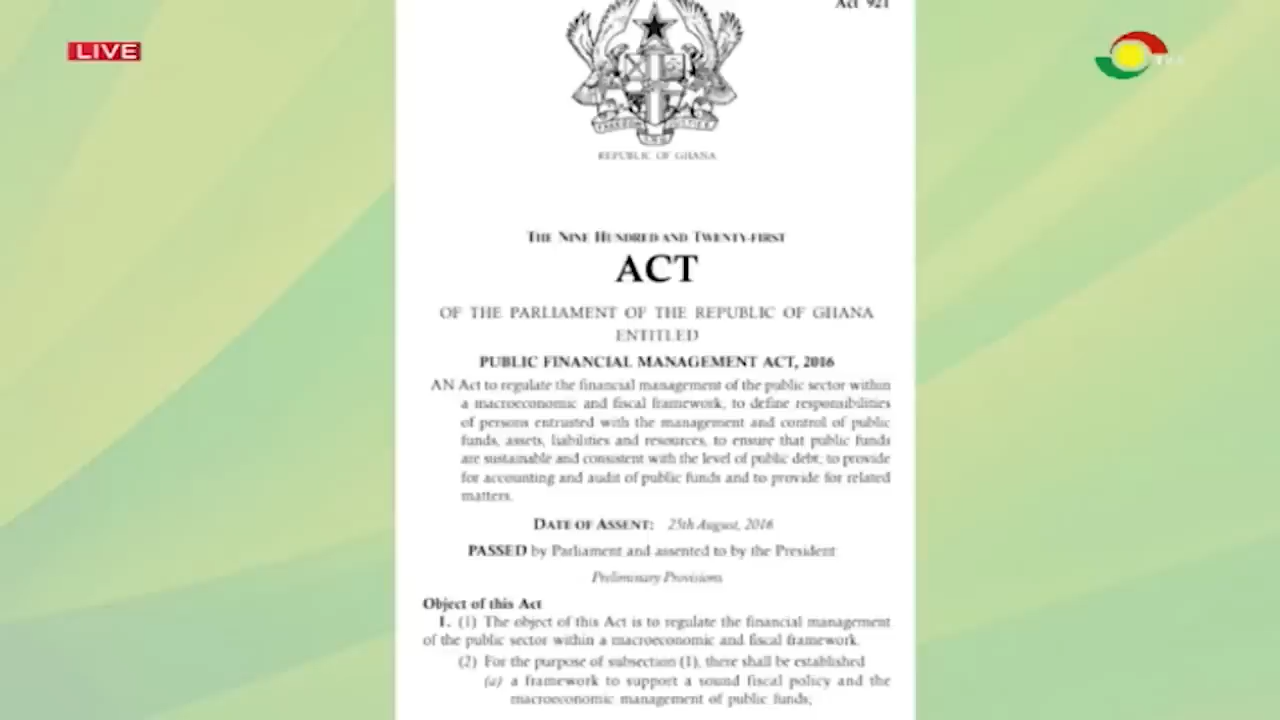 Act 921
LIVE
FREEDOM
JUSTICE
REPUBLIC OF GHANA
THE NINE HUNDRED AND TWENTY-FIRST
ACT
OF THE PARLIAMENT OF THE REPUBLIC OF GHANA
ENTITLED
PUBLIC FINANCIAL MANAGEMENT ACT, 2016
AN Act to regulate the financial management of the public sector within
a macroeconomic and fiscal framework, to define responsibilities
of persons entrusted with the management and control of public
funds, assets, liabilities and resources, to ensure that public funds
are sustainable and consistent with the level of public debt; to provide
for accounting and audit of public funds and to provide for related
matters.
DATE OF ASSENT: 25th August, 2016
PASSED by Parliament and assented to by the President
Preliminary Provisions
Object of this Act
1. (1) The object of this Act is to regulate the financial management
of the public sector within a macroeconomic and fiscal framework.
(2) For the purpose of subsection (1), there shall be established
(a) a framework to support a sound fiscal policy and the
macroeconomic management of public funds;